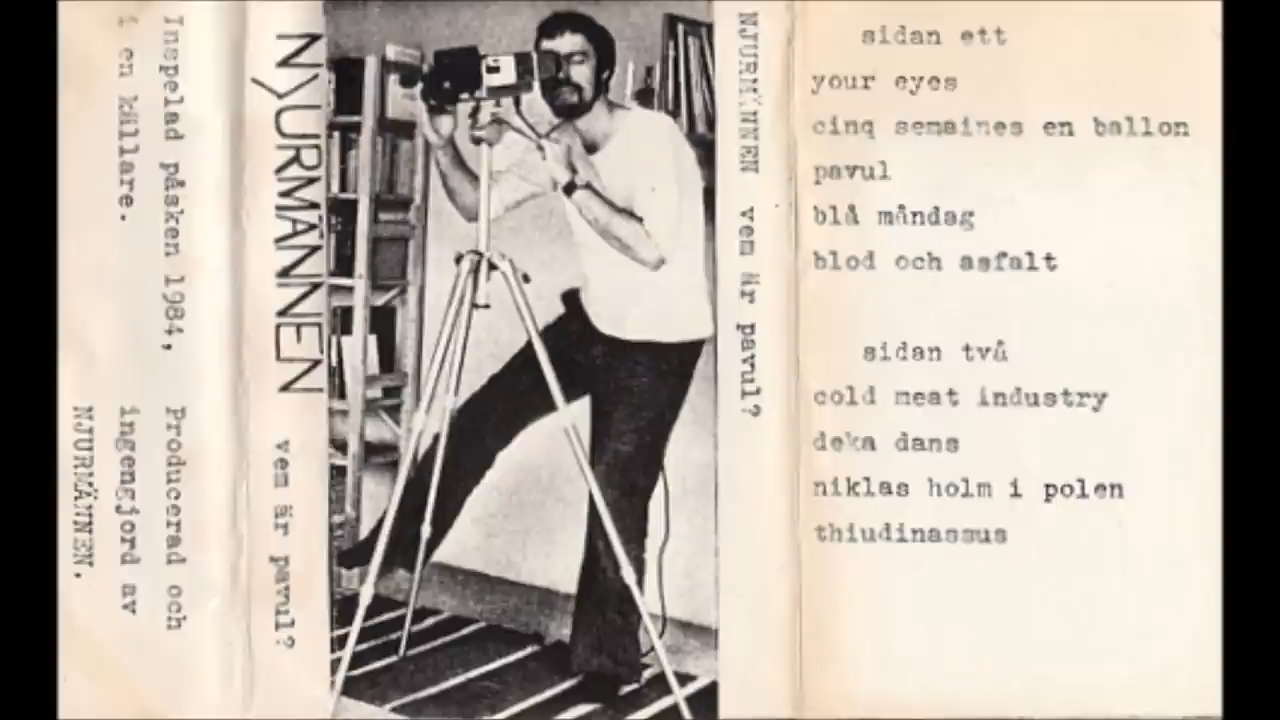 Inspelad påsken 1984,
i en källare.
Producerad och
ingengjord av
NJURMÄNNEN.
NJURMÄNNEN vem är pavul?
NJURMÄNNEN vem är pavul?
sidan ett
your eyes
cinq semaines en ballon
pavul
blå måndag
blod och asfalt
sidan två
cold meat industry
deka dans
niklas holm i polen
thiudinassus